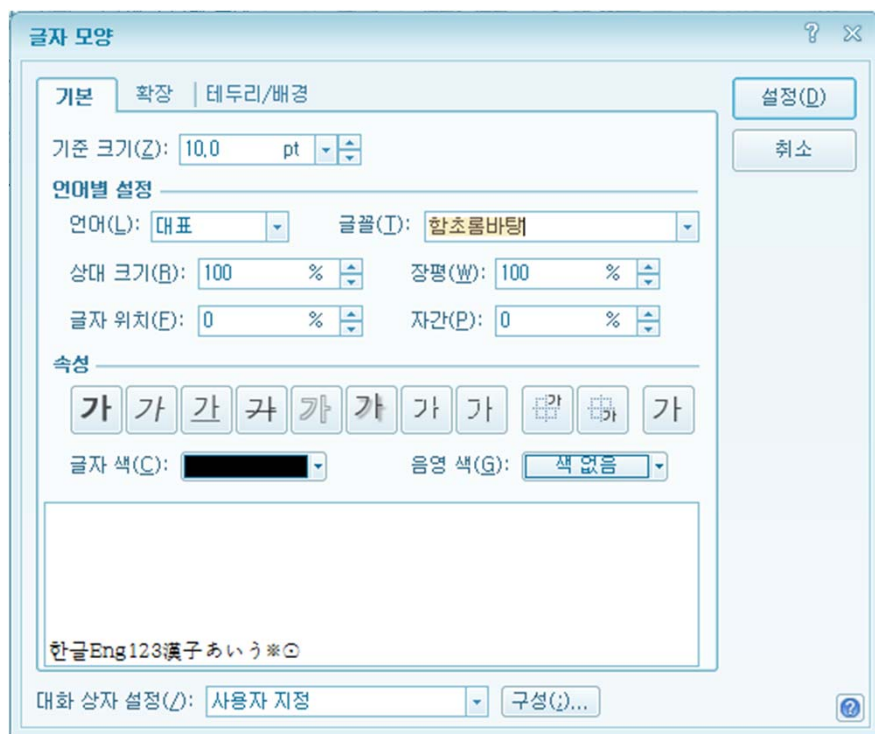 글자 모양
기본 확장 테두리/배경
설정(D)
취소
기준 크기(Z): 10.0 pt
언어별 설정
언어(L): 대표 글꼴(T): 함초롬바탕
상대 크기(R): 100 % 장평(W): 100 %
글자 위치(F): 0 % 자간(P): 0 %
속성
가 가 가 가 가 가 가 가 가 가 가
글자 색(C): 음영 색(G): 색 없음
한글Eng123漢子あいう※⊙
대화 상자 설정(/): 사용자 지정 구성(;)...